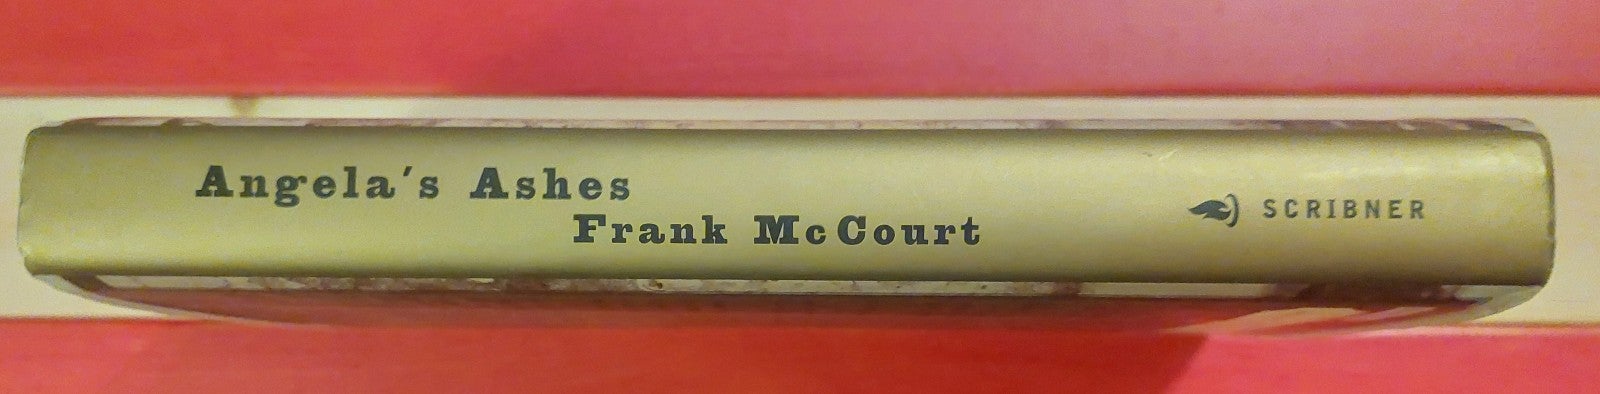 Angela's Ashes
Frank McCourt
SCRIBNER